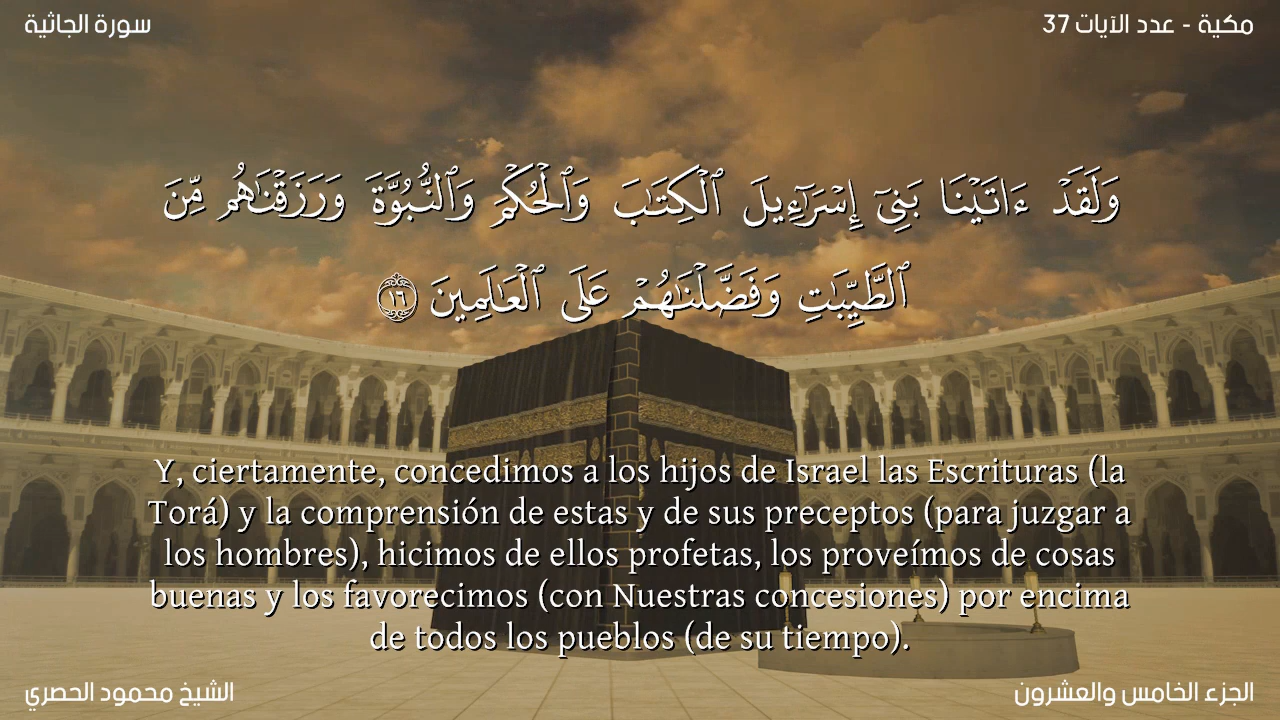 سورة الجاثية
مكية - عدد الآيات 37
وَلَقَدْ ءَاتَيْنَا بَنِىٓ إِسْرَٰٓءِيلَ ٱلْكِتَٰبَ وَٱلْحُكْمَ وَٱلنُّبُوَّةَ وَرَزَقْنَٰهُم مِّنَ
ٱلطَّيِّبَٰتِ وَفَضَّلْنَٰهُمْ عَلَى ٱلْعَٰلَمِينَ ١٦
Y, ciertamente, concedimos a los hijos de Israel las Escrituras (la
Torá) y la comprensión de estas y de sus preceptos (para juzgar a
los hombres), hicimos de ellos profetas, los proveímos de cosas
buenas y los favorecimos (con Nuestras concesiones) por encima
de todos los pueblos (de su tiempo).
الشيخ محمود الحصري
الجزء الخامس والعشرون